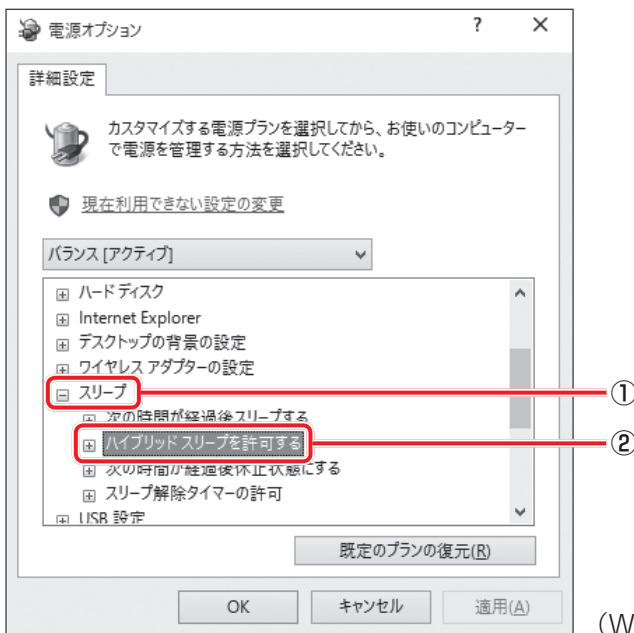 電源オプション ? ×
詳細設定
カスタマイズする電源プランを選択してから、お使いのコンピューター
で電源を管理する方法を選択してください。
現在利用できない設定の変更
バランス [アクティブ]
ハード ディスク
Internet Explorer
デスクトップの背景の設定
ワイヤレス アダプターの設定
スリープ
①
次の時間が経過後スリープする
ハイブリッド スリープを許可する
②
次の時間が経過後休止状態にする
スリープ解除タイマーの許可
USB 設定
既定のプランの復元(R)
OK キャンセル 適用(A)
(W